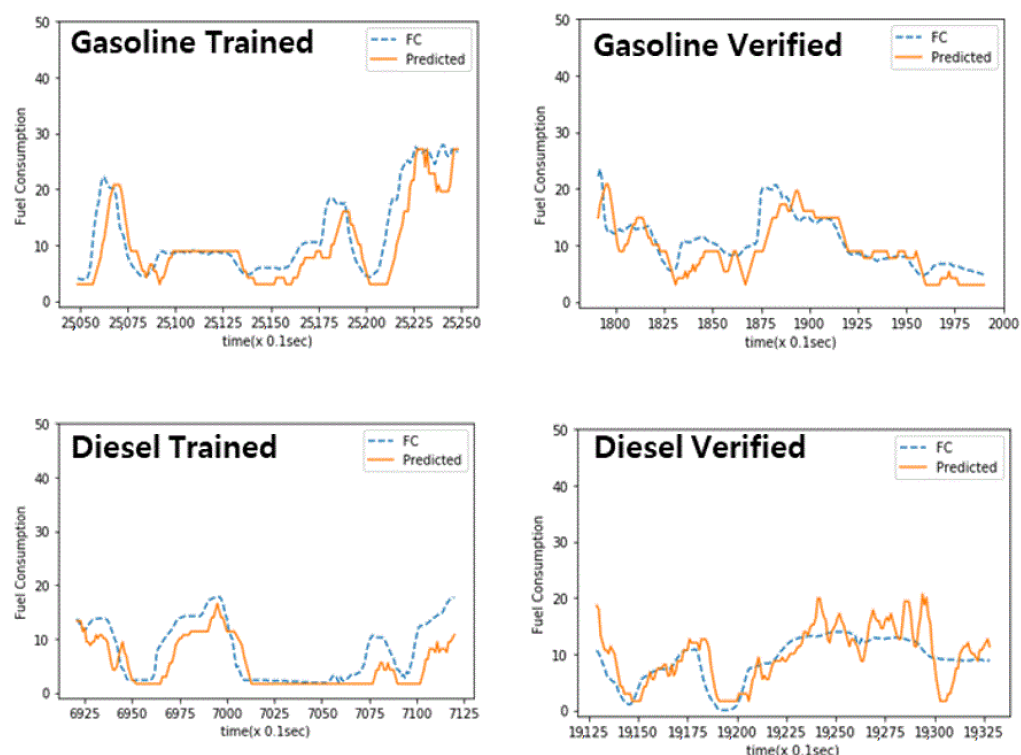 Gasoline Trained
FC
Predicted
50
40
30
20
10
0
Fuel Consumption
25,050 25,075 25,100 25,125 25,150 25,175 25,200 25,225 25,250
time(x 0.1sec)
Gasoline Verified
FC
Predicted
50
40
30
20
10
0
Fuel Consumption
1800 1825 1850 1875 1900 1925 1950 1975 2000
time(x 0.1sec)
Diesel Trained
FC
Predicted
50
40
30
20
10
0
Fuel Consumption
6925 6950 6975 7000 7025 7050 7075 7100 7125
time(x 0.1sec)
Diesel Verified
FC
Predicted
50
40
30
20
10
0
Fuel Consumption
19,125 19,150 19,175 19,200 19,225 19,250 19,275 19,300 19,325
time(x 0.1sec)